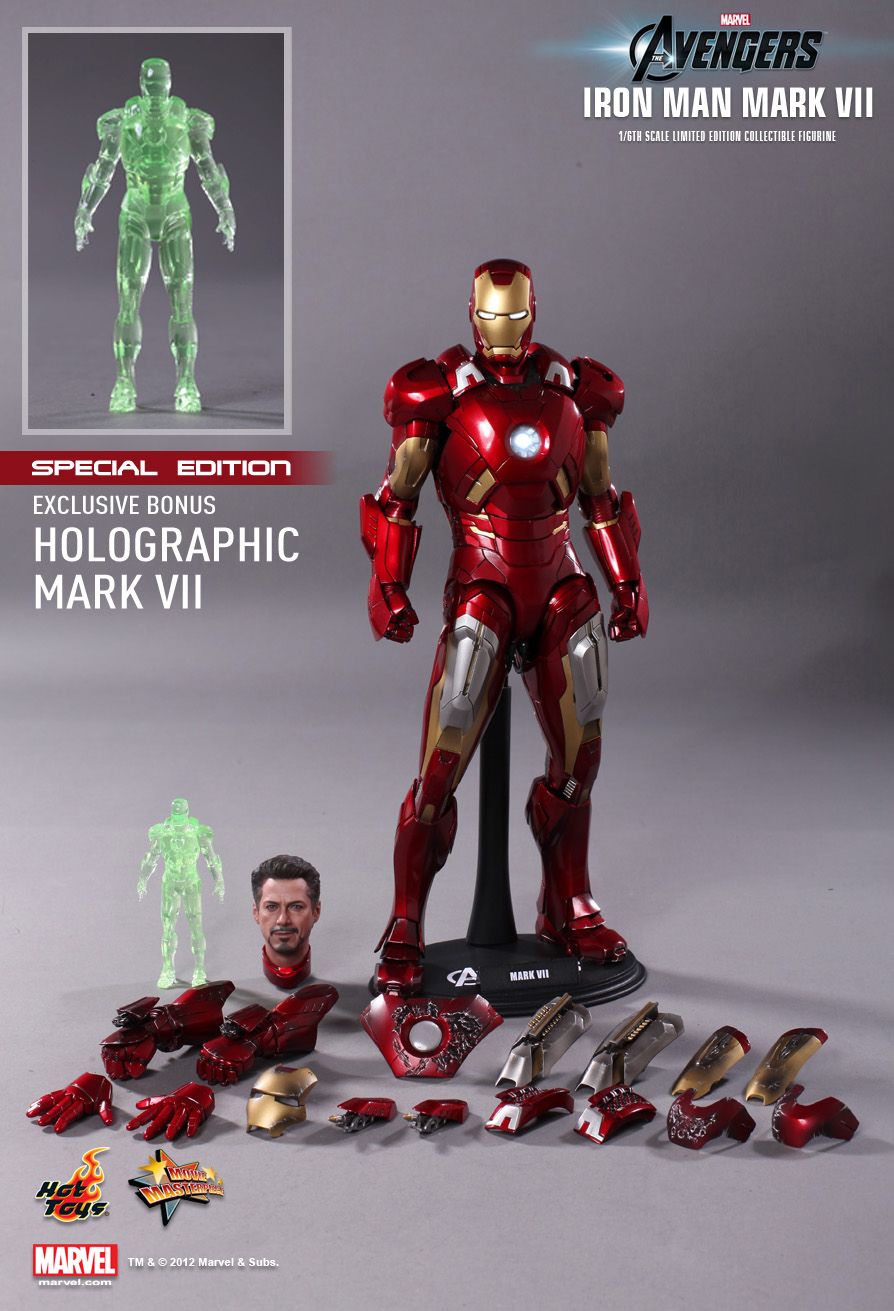 MARVEL
THE AVENGERS
IRON MAN MARK VII
1/6TH SCALE LIMITED EDITION COLLECTIBLE FIGURINE
SPECIAL EDITION
EXCLUSIVE BONUS
HOLOGRAPHIC
MARK VII
A MARK VII
Hot Toys
MOVIE
MASTERPIECE
MARVEL
marvel.com
TM & © 2012 Marvel & Subs.